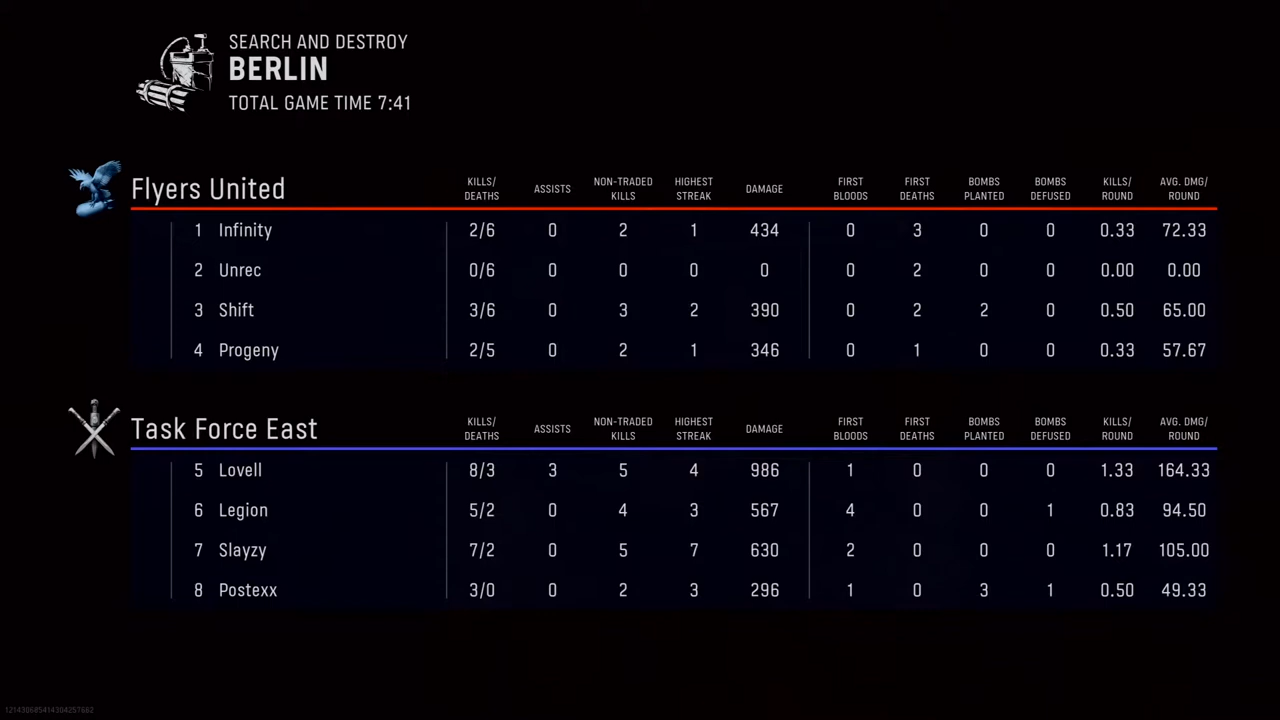 SEARCH AND DESTROY
BERLIN
TOTAL GAME TIME 7:41
Flyers United KILLS/DEATHS ASSISTS NON-TRADED KILLS HIGHEST STREAK DAMAGE FIRST BLOODS FIRST DEATHS BOMBS PLANTED BOMBS DEFUSED KILLS/ROUND AVG. DMG/ROUND
1 Infinity 2/6 0 2 1 434 0 3 0 0 0.33 72.33
2 Unrec 0/6 0 0 0 0 0 2 0 0 0.00 0.00
3 Shift 3/6 0 3 2 390 0 2 2 0 0.50 65.00
4 Progeny 2/5 0 2 1 346 0 1 0 0 0.33 57.67
Task Force East KILLS/DEATHS ASSISTS NON-TRADED KILLS HIGHEST STREAK DAMAGE FIRST BLOODS FIRST DEATHS BOMBS PLANTED BOMBS DEFUSED KILLS/ROUND AVG. DMG/ROUND
5 Lovell 8/3 3 5 4 986 1 0 0 0 1.33 164.33
6 Legion 5/2 0 4 3 567 4 0 0 1 0.83 94.50
7 Slayzy 7/2 0 5 7 630 2 0 0 0 1.17 105.00
8 Postexx 3/0 0 2 3 296 1 0 3 1 0.50 49.33